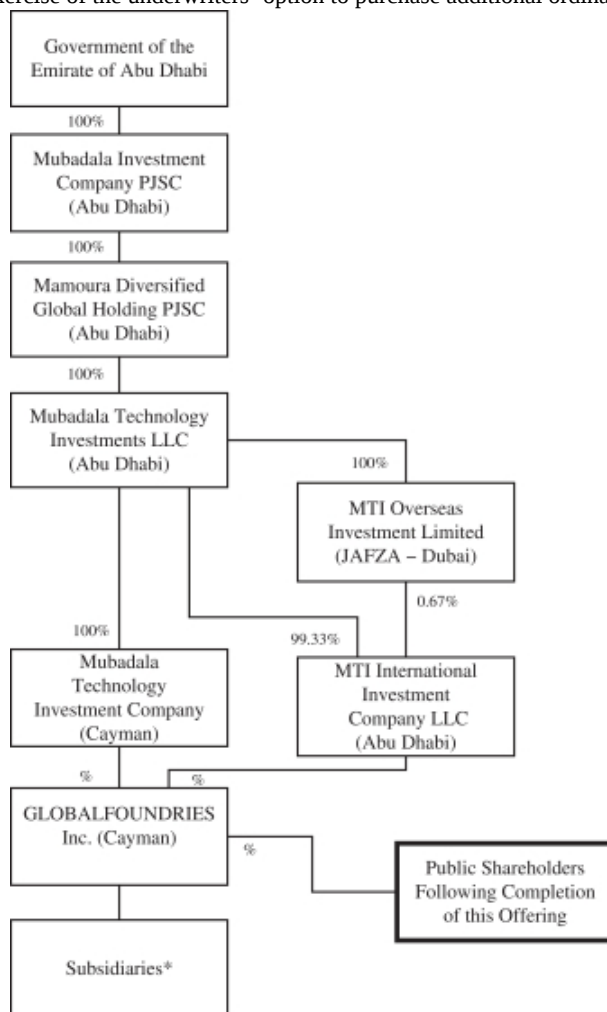 exercise of the underwriters' option to purchase additional ordina
Government of the
Emirate of Abu Dhabi
100%
Mubadala Investment
Company PJSC
(Abu Dhabi)
100%
Mamoura Diversified
Global Holding PJSC
(Abu Dhabi)
100%
Mubadala Technology
Investments LLC
(Abu Dhabi)
100%
MTI Overseas
Investment Limited
(JAFZA – Dubai)
0.67%
100%
99.33%
Mubadala
Technology
Investment Company
(Cayman)
MTI International
Investment
Company LLC
(Abu Dhabi)
%
%
GLOBALFOUNDRIES
Inc. (Cayman)
%
Public Shareholders
Following Completion
of this Offering
Subsidiaries*